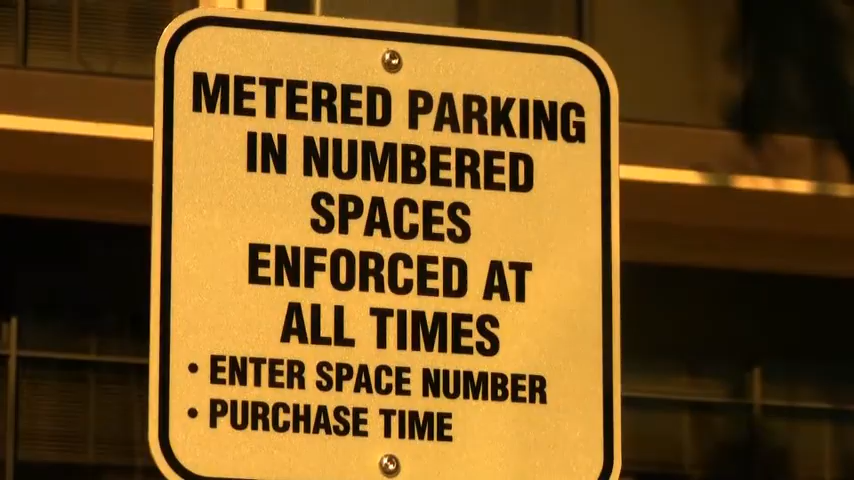 METERED PARKING
IN NUMBERED
SPACES
ENFORCED AT
ALL TIMES
• ENTER SPACE NUMBER
• PURCHASE TIME